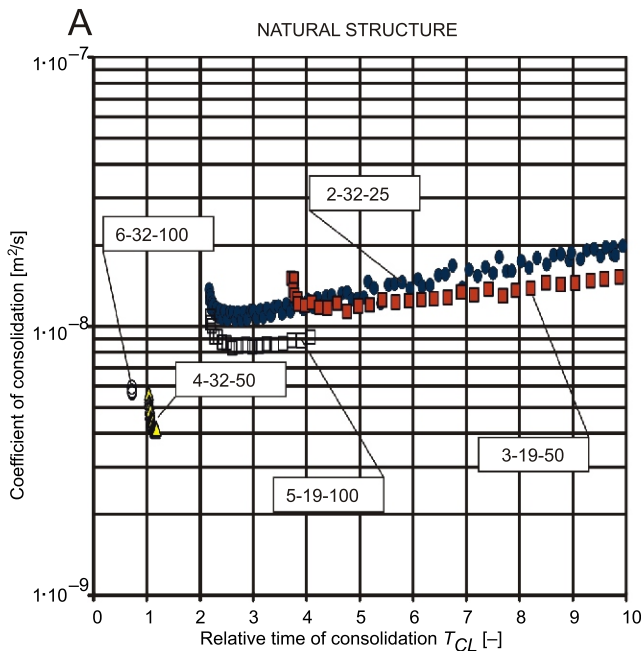 A
NATURAL STRUCTURE
1·10⁻⁷
2-32-25
6-32-100
1·10⁻⁸
4-32-50
3-19-50
5-19-100
1·10⁻⁹
0 1 2 3 4 5 6 7 8 9 10
Relative time of consolidation T_CL [–]
Coefficient of consolidation [m²/s]